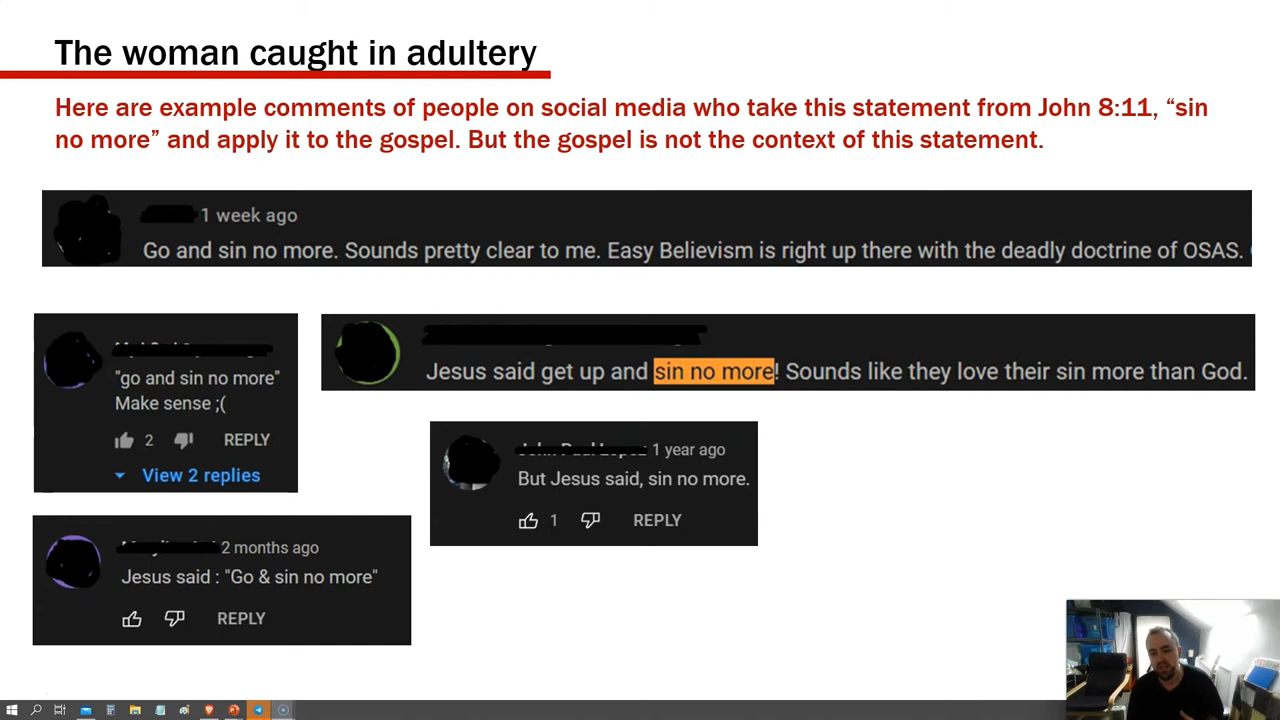 The woman caught in adultery
Here are example comments of people on social media who take this statement from John 8:11, “sin
no more” and apply it to the gospel. But the gospel is not the context of this statement.
1 week ago
Go and sin no more. Sounds pretty clear to me. Easy Believism is right up there with the deadly doctrine of OSAS.
"go and sin no more"
Make sense ;(
2 REPLY
View 2 replies
Jesus said get up and sin no more! Sounds like they love their sin more than God.
1 year ago
But Jesus said, sin no more.
1 REPLY
2 months ago
Jesus said : "Go & sin no more"
REPLY